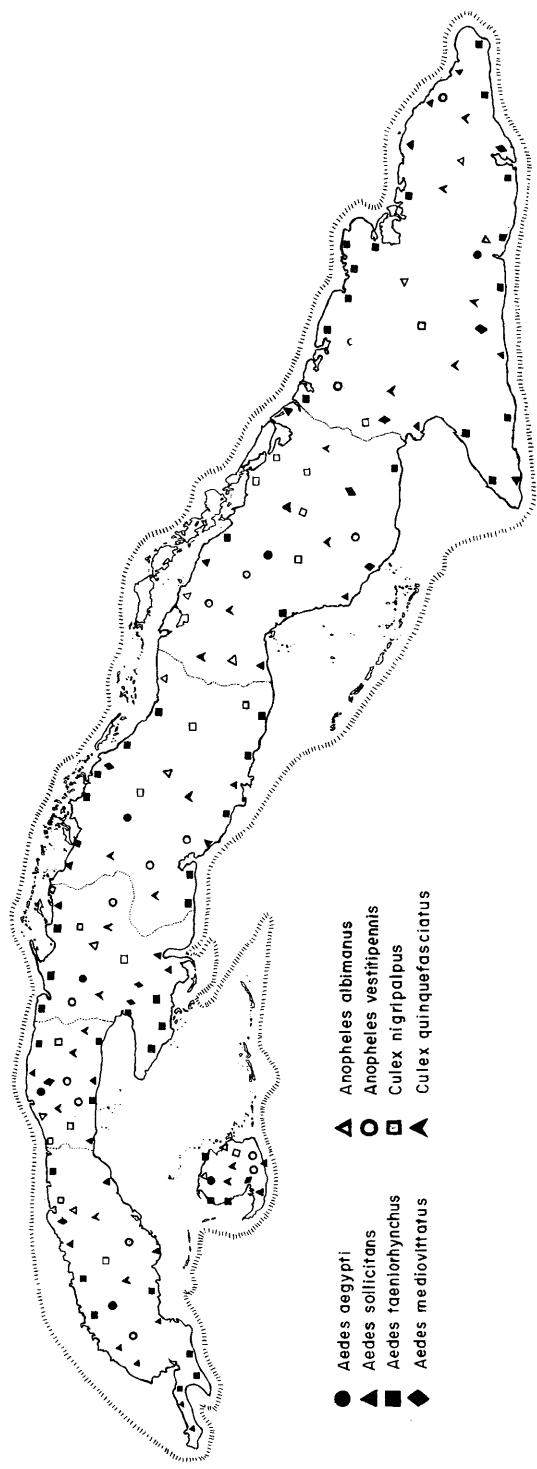 Aedes aegypti
Aedes sollicitans
Aedes taeniorhynchus
Aedes mediovittatus
Anopheles albimanus
Anopheles vestitipennis
Culex nigripalpus
Culex quinquefasciatus